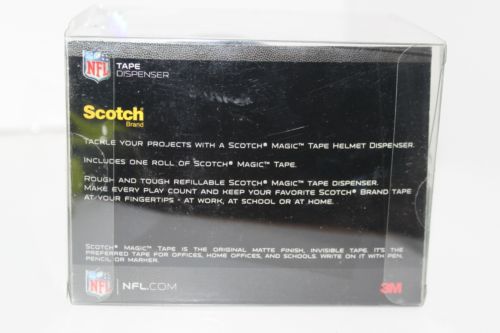 NFL TAPE
DISPENSER
Scotch®
Brand
TACKLE YOUR PROJECTS WITH A SCOTCH® MAGIC™ TAPE HELMET DISPENSER.
INCLUDES ONE ROLL OF SCOTCH® MAGIC™ TAPE.
ROUGH AND TOUGH REFILLABLE SCOTCH® MAGIC™ TAPE DISPENSER.
MAKE EVERY PLAY COUNT AND KEEP YOUR FAVORITE SCOTCH® BRAND TAPE
AT YOUR FINGERTIPS - AT WORK, AT SCHOOL OR AT HOME.
SCOTCH® MAGIC™ TAPE IS THE ORIGINAL MATTE FINISH, INVISIBLE TAPE. IT'S THE
PREFERRED TAPE FOR OFFICES, HOME OFFICES, AND SCHOOLS. WRITE ON IT WITH PEN,
PENCIL OR MARKER.
NFL NFL.COM 3M